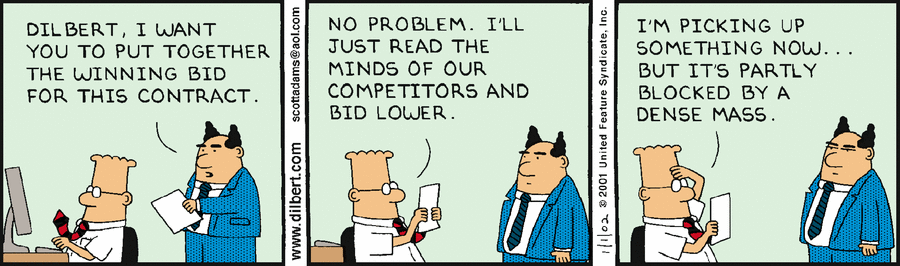 DILBERT, I WANT
YOU TO PUT TOGETHER
THE WINNING BID
FOR THIS CONTRACT.
www.dilbert.com scottadams@aol.com
NO PROBLEM. I'LL
JUST READ THE
MINDS OF OUR
COMPETITORS AND
BID LOWER.
1/1/02 © 2001 United Feature Syndicate, Inc.
I'M PICKING UP
SOMETHING NOW...
BUT IT'S PARTLY
BLOCKED BY A
DENSE MASS.